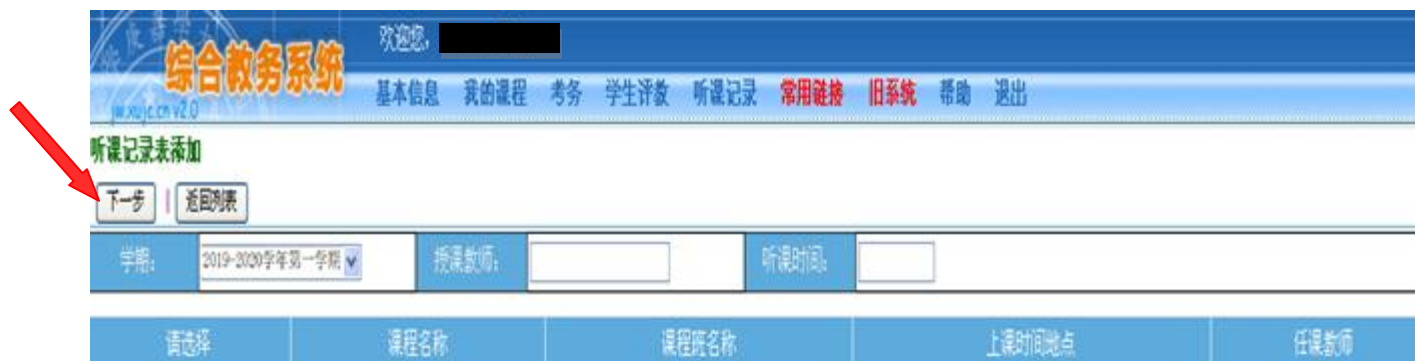 欢迎您，
综合教务系统
jw.xujc.cn v2.0
基本信息 我的课程 考务 学生评教 听课记录 常用链接 旧系统 帮助 退出
听课记录表添加
下一步 | 返回列表
学期： 2019-2020学年第一学期 授课教师： 听课时间：
请选择 课程名称 课程班名称 上课时间地点 任课教师